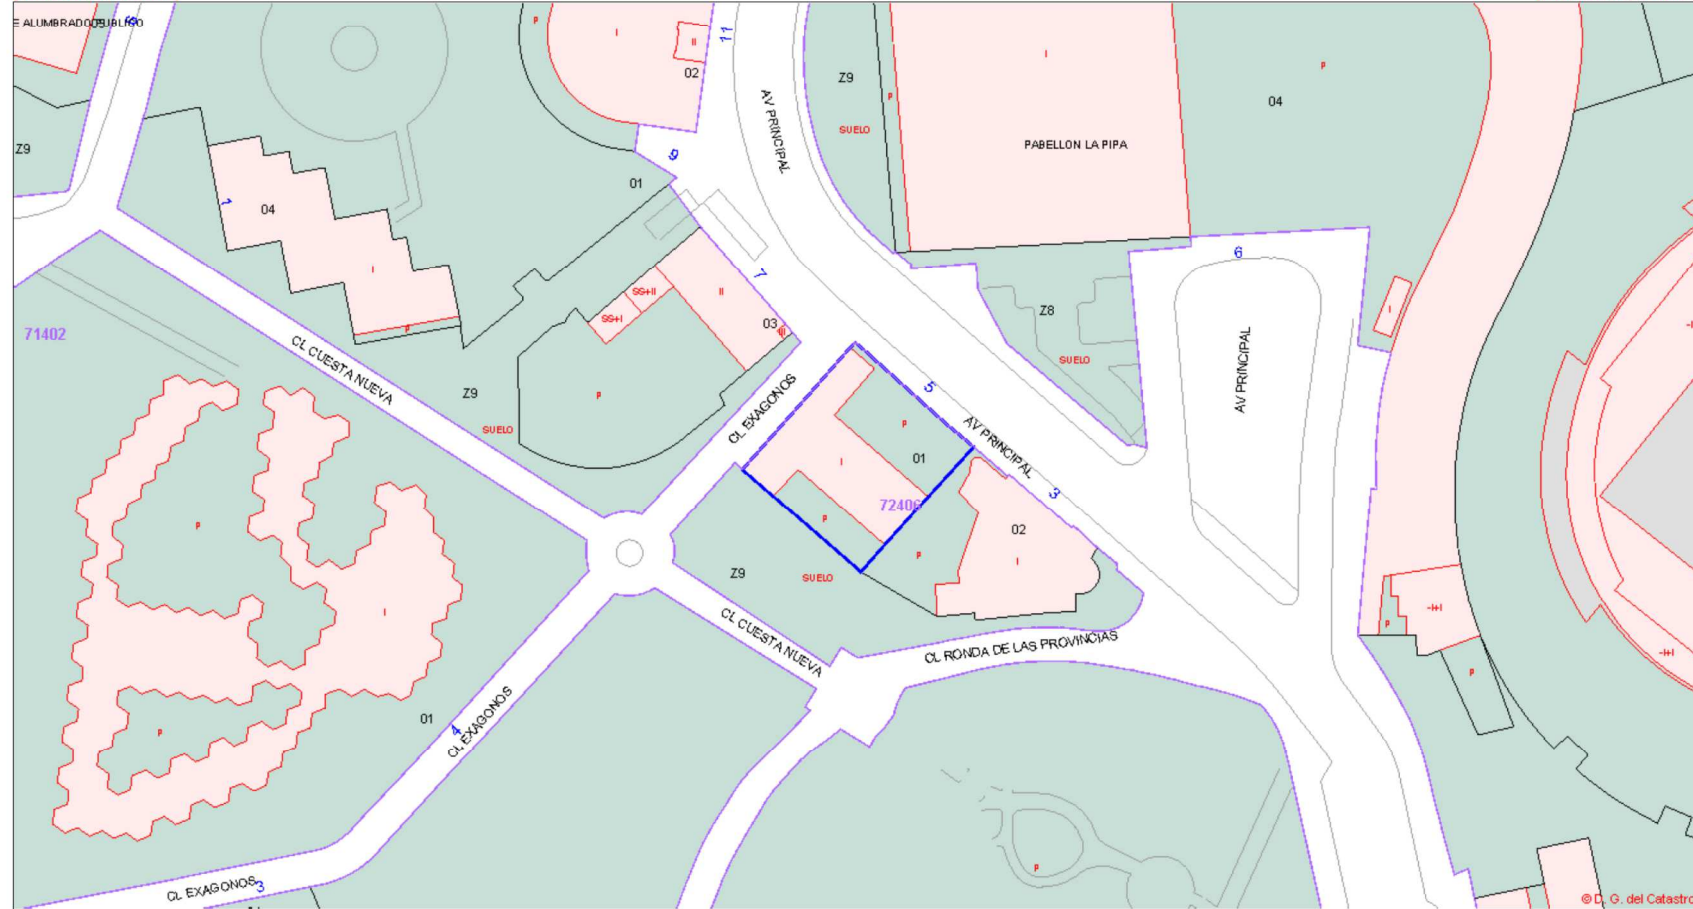 E ALUMBRADO PUBLICO
P
I
II
11
02
Z9
P
I
P
04
SUELO
AV PRINCIPAL
PABELLON LA PIPA
Z9
9
01
1
04
I
7
6
SS+II
II
SS+I
03
III
Z8
SUELO
I
71402
P
CL CUESTA NUEVA
AV PRINCIPAL
Z9
P
SUELO
CL EXAGONOS
5
P
AV PRINCIPAL
01
I
72406
3
P
P
P
02
I
Z9
SUELO
I
CL CUESTA NUEVA
CL RONDA DE LAS PROVINCIAS
P
-I+I
-I+I
P
01
4
CL EXAGONOS
P
P
CL EXAGONOS
3
© D. G. del Catastro